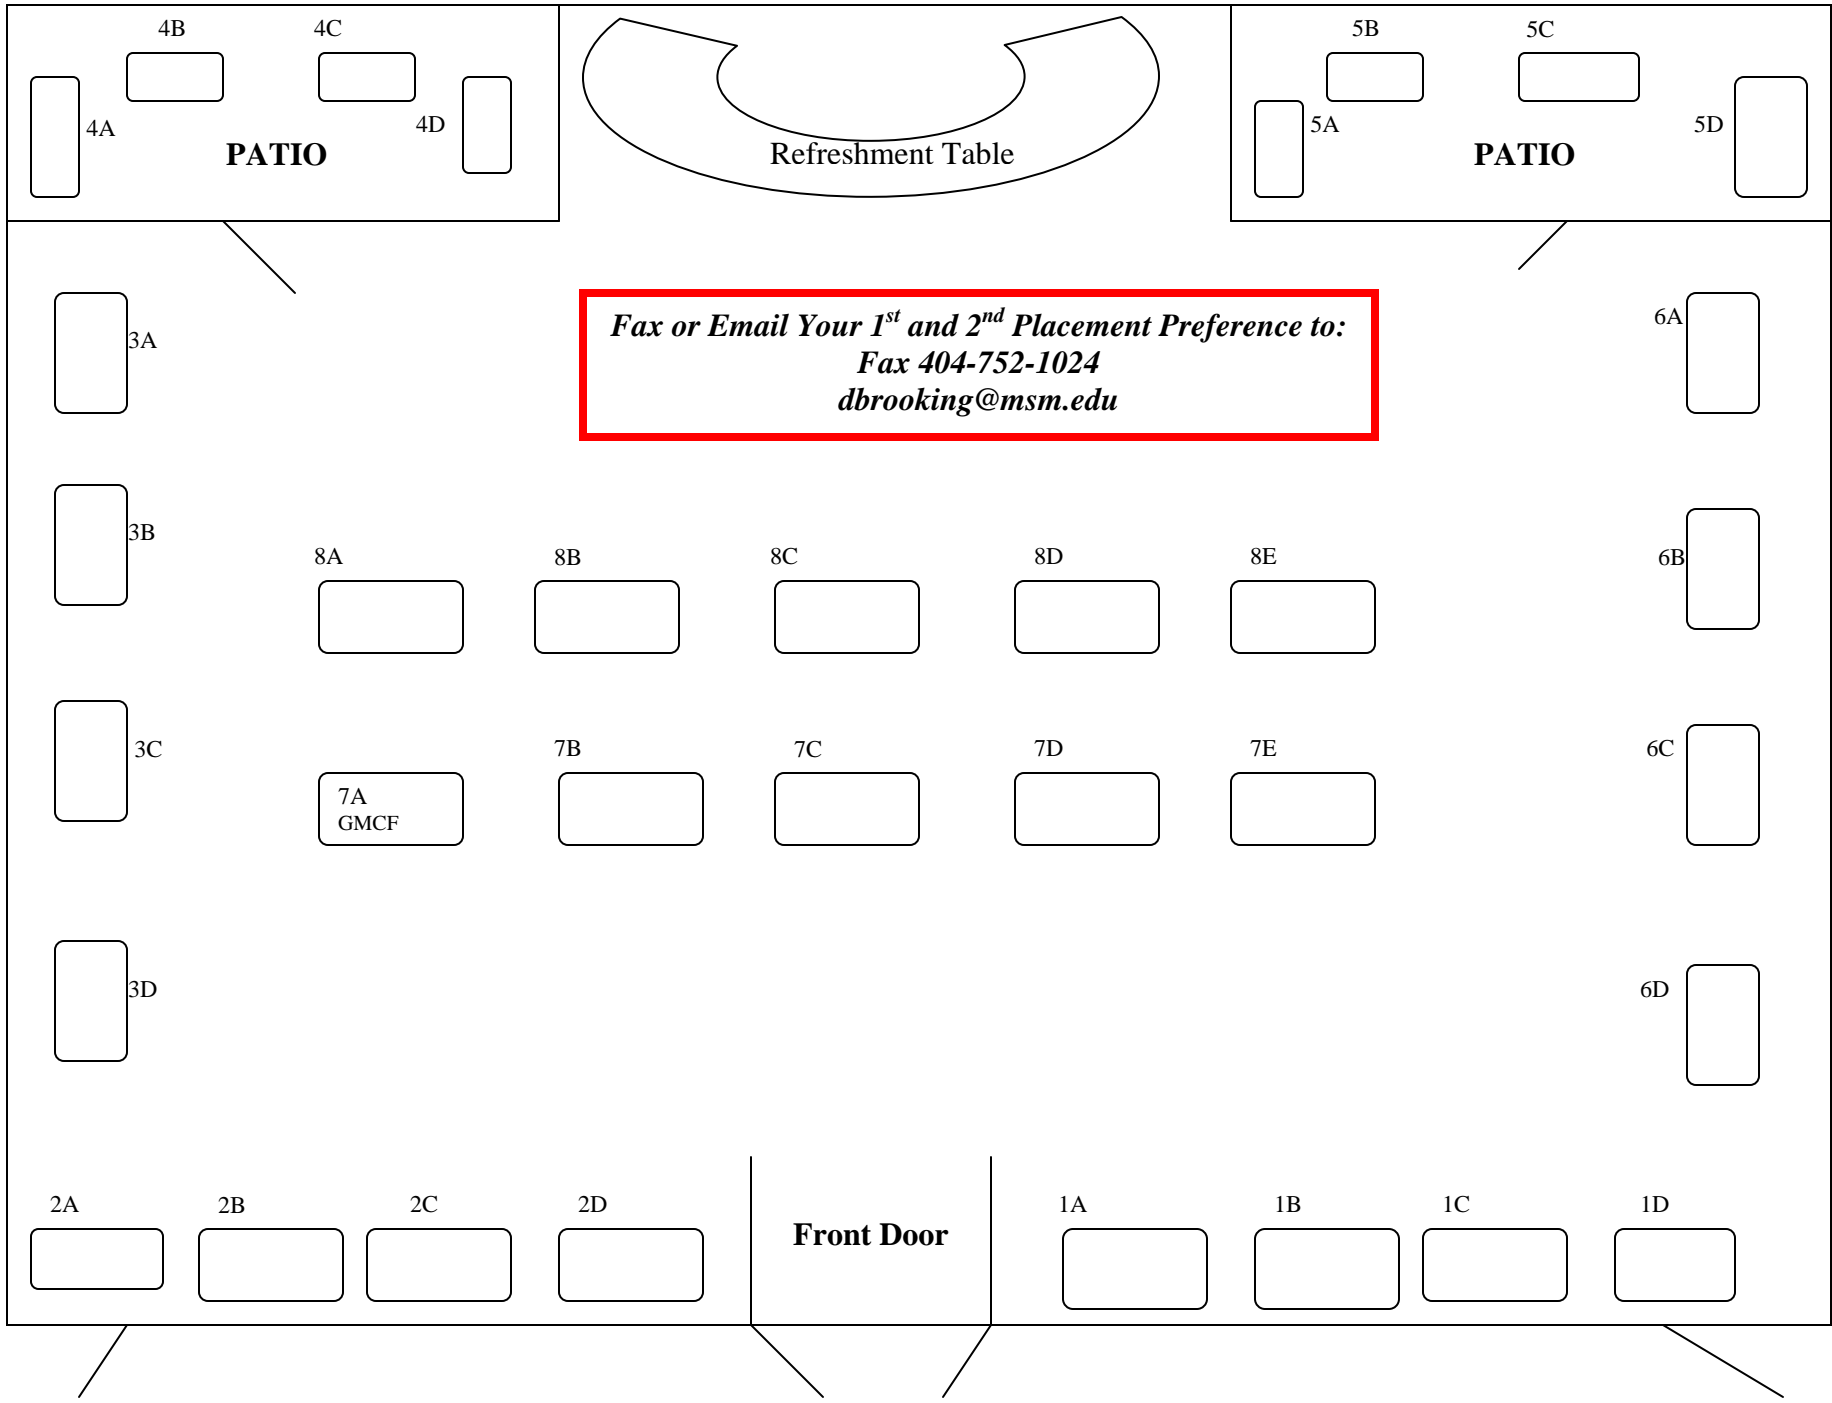 4B 4C 5B 5C
4A 4D 5A 5D
PATIO Refreshment Table PATIO
Fax or Email Your 1st and 2nd Placement Preference to:
Fax 404-752-1024
dbrooking@msm.edu
3A 6A
3B 6B
8A 8B 8C 8D 8E
3C 7B 7C 7D 7E 6C
7A
GMCF
3D 6D
2A 2B 2C 2D 1A 1B 1C 1D
Front Door